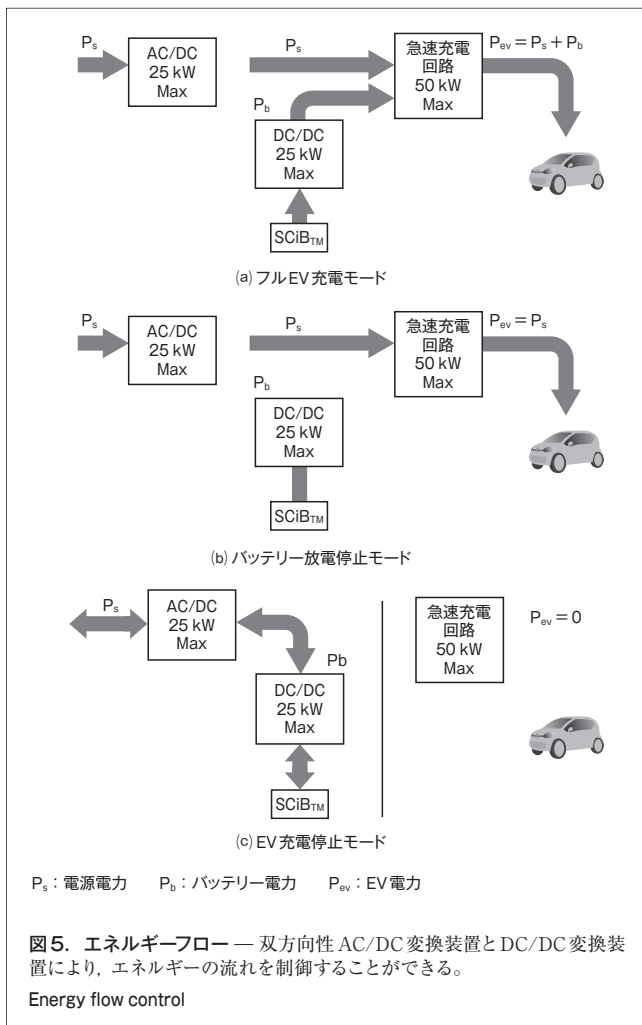 Ps
AC/DC
25 kW
Max
Ps
急速充電
回路
50 kW
Max
Pev＝Ps＋Pb
Pb
DC/DC
25 kW
Max
SCiBTM
(a) フルEV充電モード
Ps
AC/DC
25 kW
Max
Ps
急速充電
回路
50 kW
Max
Pev＝Ps
Pb
DC/DC
25 kW
Max
SCiBTM
(b) バッテリー放電停止モード
Ps
AC/DC
25 kW
Max
Pb
DC/DC
25 kW
Max
SCiBTM
急速充電
回路
50 kW
Max
Pev＝0
(c) EV充電停止モード
Ps：電源電力　Pb：バッテリー電力　Pev：EV電力
図5．エネルギーフロー ― 双方向性 AC/DC変換装置とDC/DC変換装
置により，エネルギーの流れを制御することができる。
Energy flow control